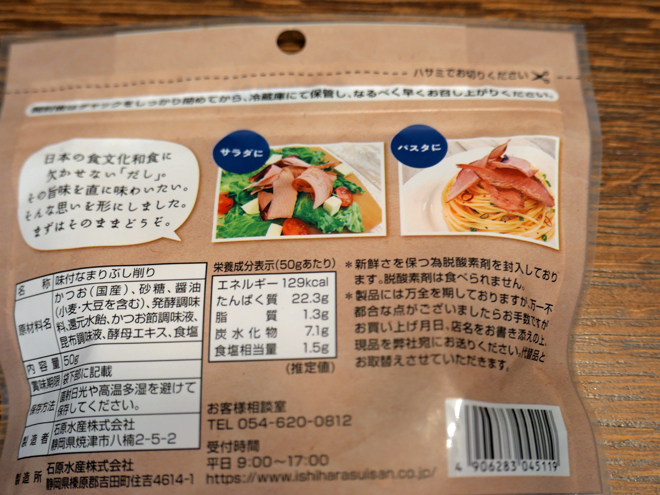 ハサミでお切りください
開封後はチャックをしっかり閉めてから、冷蔵庫にて保管し、なるべく早くお召し上がりください。
日本の食文化和食に
欠かせない「だし」。
その旨味を直に味わいたい。
そんな思いを形にしました。
まずはそのままどうぞ。
サラダに
パスタに
名 称 味付なまりぶし削り
原材料名 かつお(国産)、砂糖、醤油
(小麦・大豆を含む)、発酵調味
料、還元水飴、かつお節調味液、
昆布調味液、酵母エキス、食塩
内容量 50g
賞味期限 袋下部に記載
保存方法 直射日光や高温多湿を避けて
保存してください。
製造者 石原水産株式会社
静岡県焼津市八楠2-5-2
製造所 石原水産株式会社
静岡県榛原郡吉田町住吉4614-1
栄養成分表示(50gあたり)
エネルギー 129kcal
たんぱく質 22.3g
脂質 1.3g
炭水化物 7.1g
食塩相当量 1.5g
(推定値)
お客様相談室
TEL 054-620-0812
受付時間
平日 9:00〜17:00
https://www.ishiharasuisan.co.jp/
*新鮮さを保つ為脱酸素剤を封入しており
ます。脱酸素剤は食べられません。
*製品には万全を期しておりますが、万一不
都合な点がございましたらお手数ですが
お買い上げ月日、店名をお書き添えの上、
現品を弊社宛にお送りください。代替品と
お取替えさせていただきます。
4 906283 045119